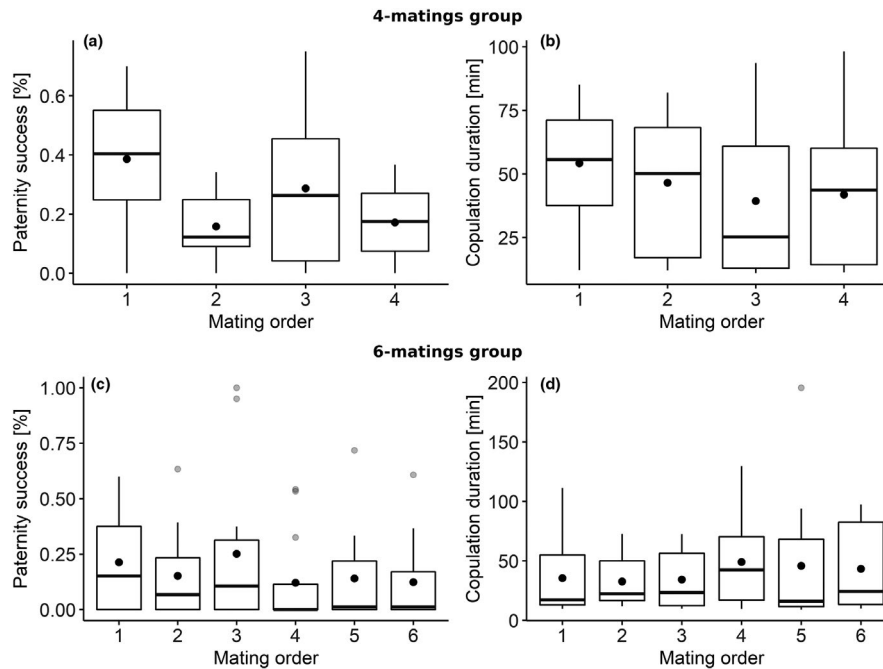 4-matings group
(a)
Paternity success [%]
0.6
0.4
0.2
0.0
1 2 3 4
Mating order
(b)
Copulation duration [min]
100
75
50
25
1 2 3 4
Mating order
6-matings group
(c)
Paternity success [%]
1.00
0.75
0.50
0.25
0.00
1 2 3 4 5 6
Mating order
(d)
Copulation duration [min]
200
150
100
50
0
1 2 3 4 5 6
Mating order